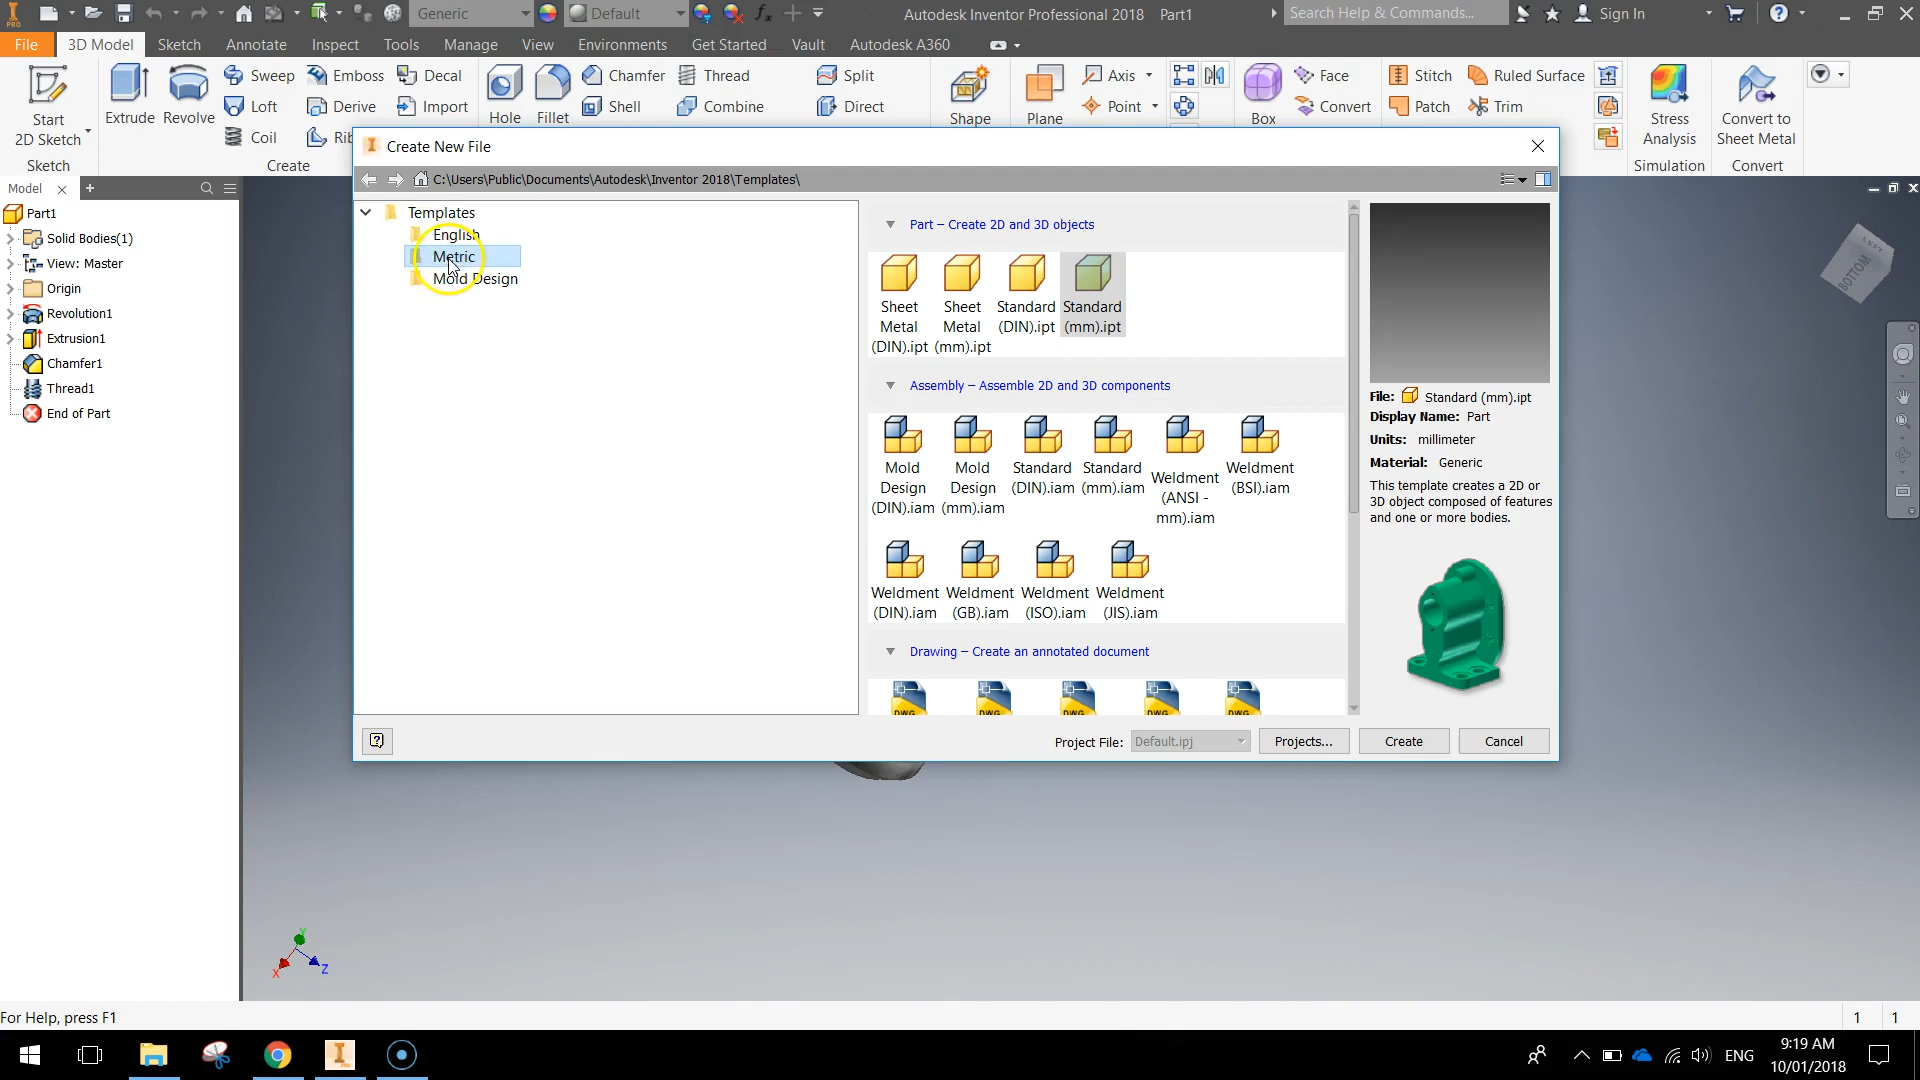 PRO
Generic
Default
Autodesk Inventor Professional 2018 Part1
Search Help & Commands...
Sign In
File
3D Model
Sketch
Annotate
Inspect
Tools
Manage
View
Environments
Get Started
Vault
Autodesk A360
Start
2D Sketch
Sketch
Extrude
Revolve
Sweep
Loft
Coil
Emboss
Derive
Decal
Import
Create
Hole
Fillet
Chamfer
Shell
Thread
Combine
Split
Direct
Shape
Plane
Axis
Point
Box
Face
Convert
Stitch
Patch
Ruled Surface
Trim
Stress
Analysis
Simulation
Convert to
Sheet Metal
Convert
Model
Part1
Solid Bodies(1)
View: Master
Origin
Revolution1
Extrusion1
Chamfer1
Thread1
End of Part
Create New File
C:\Users\Public\Documents\Autodesk\Inventor 2018\Templates\
Templates
English
Metric
Mold Design
Part – Create 2D and 3D objects
Sheet
Metal
(DIN).ipt
Sheet
Metal
(mm).ipt
Standard
(DIN).ipt
Standard
(mm).ipt
Assembly – Assemble 2D and 3D components
Mold
Design
(DIN).iam
Mold
Design
(mm).iam
Standard
(DIN).iam
Standard
(mm).iam
Weldment
(ANSI -
mm).iam
Weldment
(BSI).iam
Weldment
(DIN).iam
Weldment
(GB).iam
Weldment
(ISO).iam
Weldment
(JIS).iam
Drawing – Create an annotated document
DWG
DWG
DWG
DWG
DWG
File: Standard (mm).ipt
Display Name: Part
Units: millimeter
Material: Generic
This template creates a 2D or
3D object composed of features
and one or more bodies.
Project File:
Default.ipj
Projects...
Create
Cancel
LEFT
BOTTOM
Y
X
Z
For Help, press F1
1 1
ENG
9:19 AM
10/01/2018